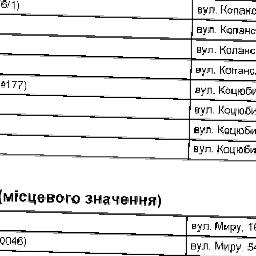 6/1)
вул. Копанс
вул. Копанс
вул. Копанс
вул. Копанс
#177)
вул. Коцюби
вул. Коцюби
вул. Коцюби
вул. Коцюби
(місцевого значення)
вул. Миру, 16
0046)
вул. Миру, 54